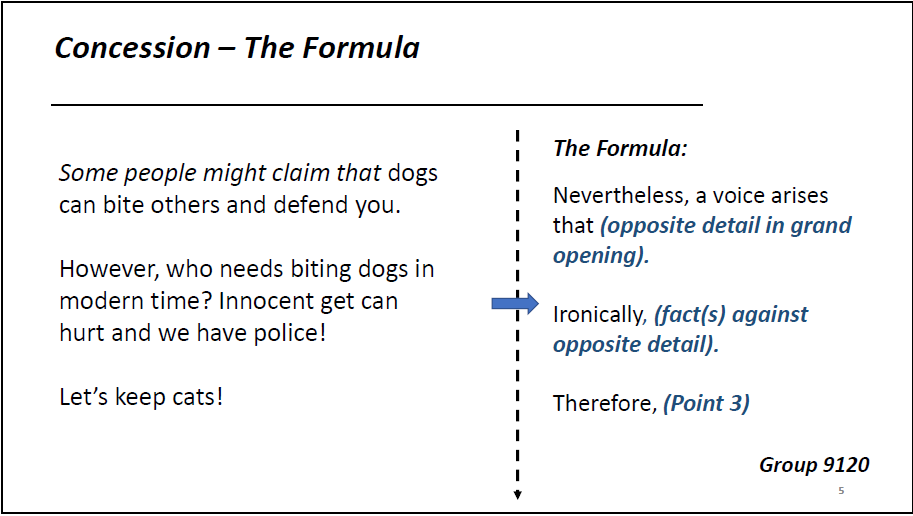 Concession – The Formula
Some people might claim that dogs
can bite others and defend you.
However, who needs biting dogs in
modern time? Innocent get can
hurt and we have police!
Let’s keep cats!
The Formula:
Nevertheless, a voice arises
that (opposite detail in grand
opening).
Ironically, (fact(s) against
opposite detail).
Therefore, (Point 3)
Group 9120
5